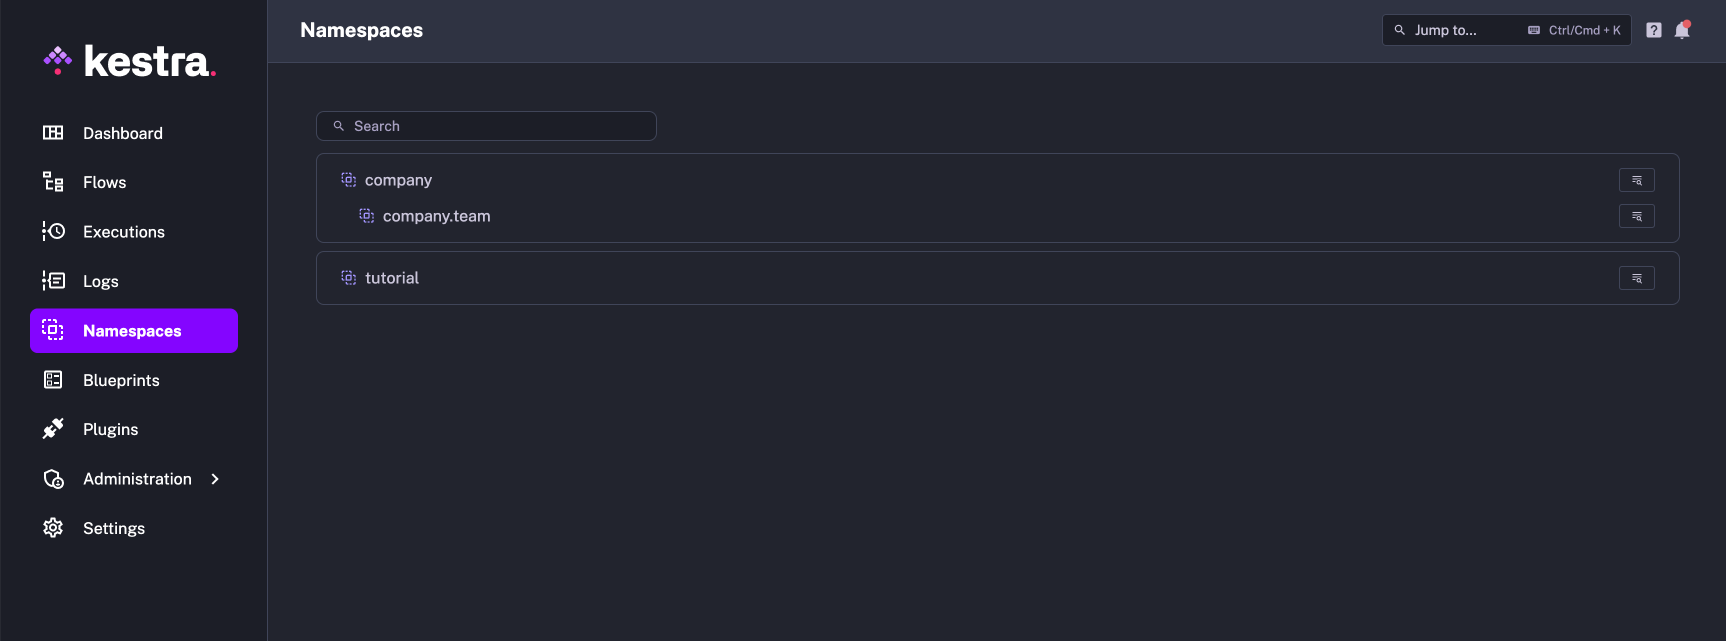 kestra.
Dashboard
Flows
Executions
Logs
Namespaces
Blueprints
Plugins
Administration
Settings
Namespaces
Jump to... Ctrl/Cmd + K
?
Search
company
company.team
tutorial